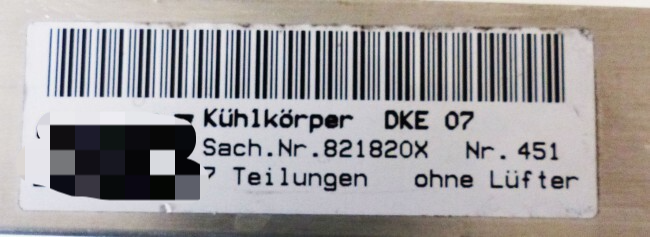 Kühlkörper DKE 07
Sach.Nr.821820X Nr.451
7 Teilungen ohne Lüfter